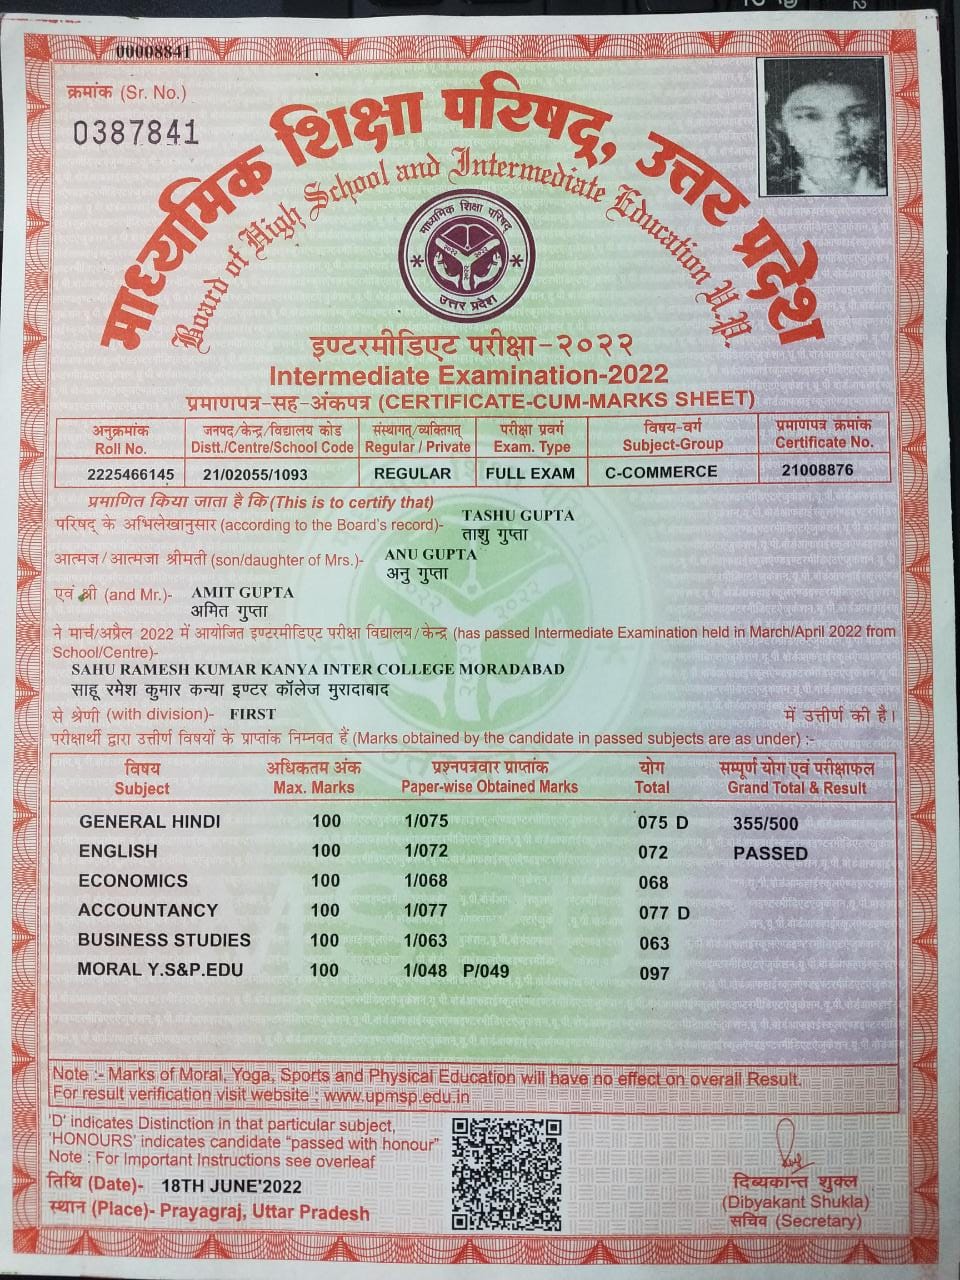 00008841
क्रमांक (Sr. No.)
0387841
माध्यमिक शिक्षा परिषद्, उत्तर प्रदेश
Board of High School and Intermediate Education U.P.
माध्यमिक शिक्षा परिषद्
२०२२ २०२२
२०२२
उत्तर प्रदेश
इण्टरमीडिएट परीक्षा-२०२२
Intermediate Examination-2022
प्रमाणपत्र-सह-अंकपत्र (CERTIFICATE-CUM-MARKS SHEET)
अनुक्रमांक जनपद/केन्द्र/विद्यालय कोड संस्थागत्/व्यक्तिगत् परीक्षा प्रवर्ग विषय-वर्ग प्रमाणपत्र क्रमांक
Roll No. Distt./Centre/School Code Regular / Private Exam. Type Subject-Group Certificate No.
2225466145 21/02055/1093 REGULAR FULL EXAM C-COMMERCE 21008876
प्रमाणित किया जाता है कि (This is to certify that)
परिषद् के अभिलेखानुसार (according to the Board's record)- TASHU GUPTA
ताशु गुप्ता
आत्मज/आत्मजा श्रीमती (son/daughter of Mrs.)- ANU GUPTA
अनु गुप्ता
एवं श्री (and Mr.)- AMIT GUPTA
अमित गुप्ता
ने मार्च/अप्रैल 2022 में आयोजित इण्टरमीडिएट परीक्षा विद्यालय/केन्द्र (has passed Intermediate Examination held in March/April 2022 from
School/Centre)-
SAHU RAMESH KUMAR KANYA INTER COLLEGE MORADABAD
साहू रमेश कुमार कन्या इण्टर कॉलेज मुरादाबाद
से श्रेणी (with division)- FIRST में उत्तीर्ण की है।
परीक्षार्थी द्वारा उत्तीर्ण विषयों के प्राप्तांक निम्नवत हैं (Marks obtained by the candidate in passed subjects are as under) :-
विषय अधिकतम अंक प्रश्नपत्रवार प्राप्तांक योग सम्पूर्ण योग एवं परीक्षाफल
Subject Max. Marks Paper-wise Obtained Marks Total Grand Total & Result
GENERAL HINDI 100 1/075 075 D 355/500
ENGLISH 100 1/072 072 PASSED
ECONOMICS 100 1/068 068
ACCOUNTANCY 100 1/077 077 D
BUSINESS STUDIES 100 1/063 063
MORAL Y.S&P.EDU 100 1/048 P/049 097
Note :- Marks of Moral, Yoga, Sports and Physical Education will have no effect on overall Result.
For result verification visit website : www.upmsp.edu.in
'D' indicates Distinction in that particular subject,
'HONOURS' indicates candidate "passed with honour"
Note : For Important Instructions see overleaf
तिथि (Date)- 18TH JUNE'2022
स्थान (Place)- Prayagraj, Uttar Pradesh
दिब्यकान्त शुक्ल
(Dibyakant Shukla)
सचिव (Secretary)